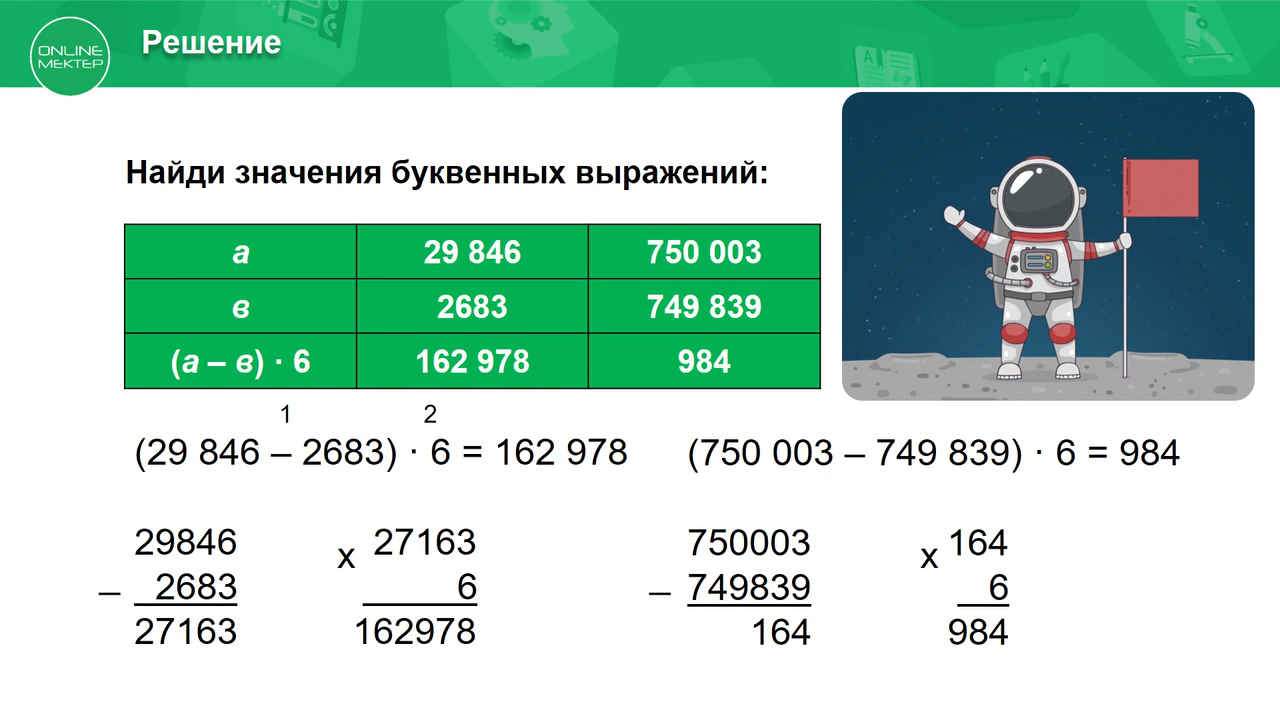 ONLINE
МЕКТЕР
Решение
Найди значения буквенных выражений:
а 29 846 750 003
в 2683 749 839
(а – в) · 6 162 978 984
1 2
(29 846 – 2683) · 6 = 162 978 (750 003 – 749 839) · 6 = 984
29846 х 27163 750003 х 164
– 2683 6 – 749839 6
27163 162978 164 984